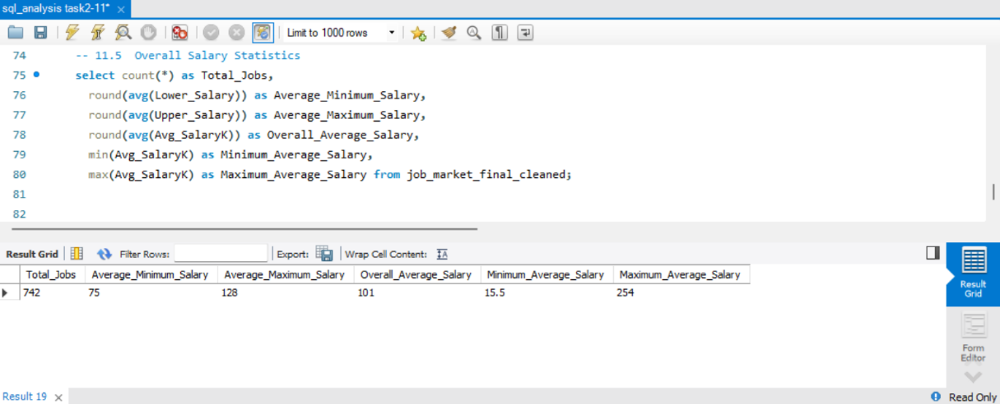 sql_analysis task2-11* ×
Limit to 1000 rows
74 -- 11.5  Overall Salary Statistics
75 select count(*) as Total_Jobs,
76 round(avg(Lower_Salary)) as Average_Minimum_Salary,
77 round(avg(Upper_Salary)) as Average_Maximum_Salary,
78 round(avg(Avg_SalaryK)) as Overall_Average_Salary,
79 min(Avg_SalaryK) as Minimum_Average_Salary,
80 max(Avg_SalaryK) as Maximum_Average_Salary from job_market_final_cleaned;
81
82
Result Grid Filter Rows: Export: Wrap Cell Content:
Total_Jobs Average_Minimum_Salary Average_Maximum_Salary Overall_Average_Salary Minimum_Average_Salary Maximum_Average_Salary
742 75 128 101 15.5 254
Result
Grid
Form
Editor
Result 19 × Read Only